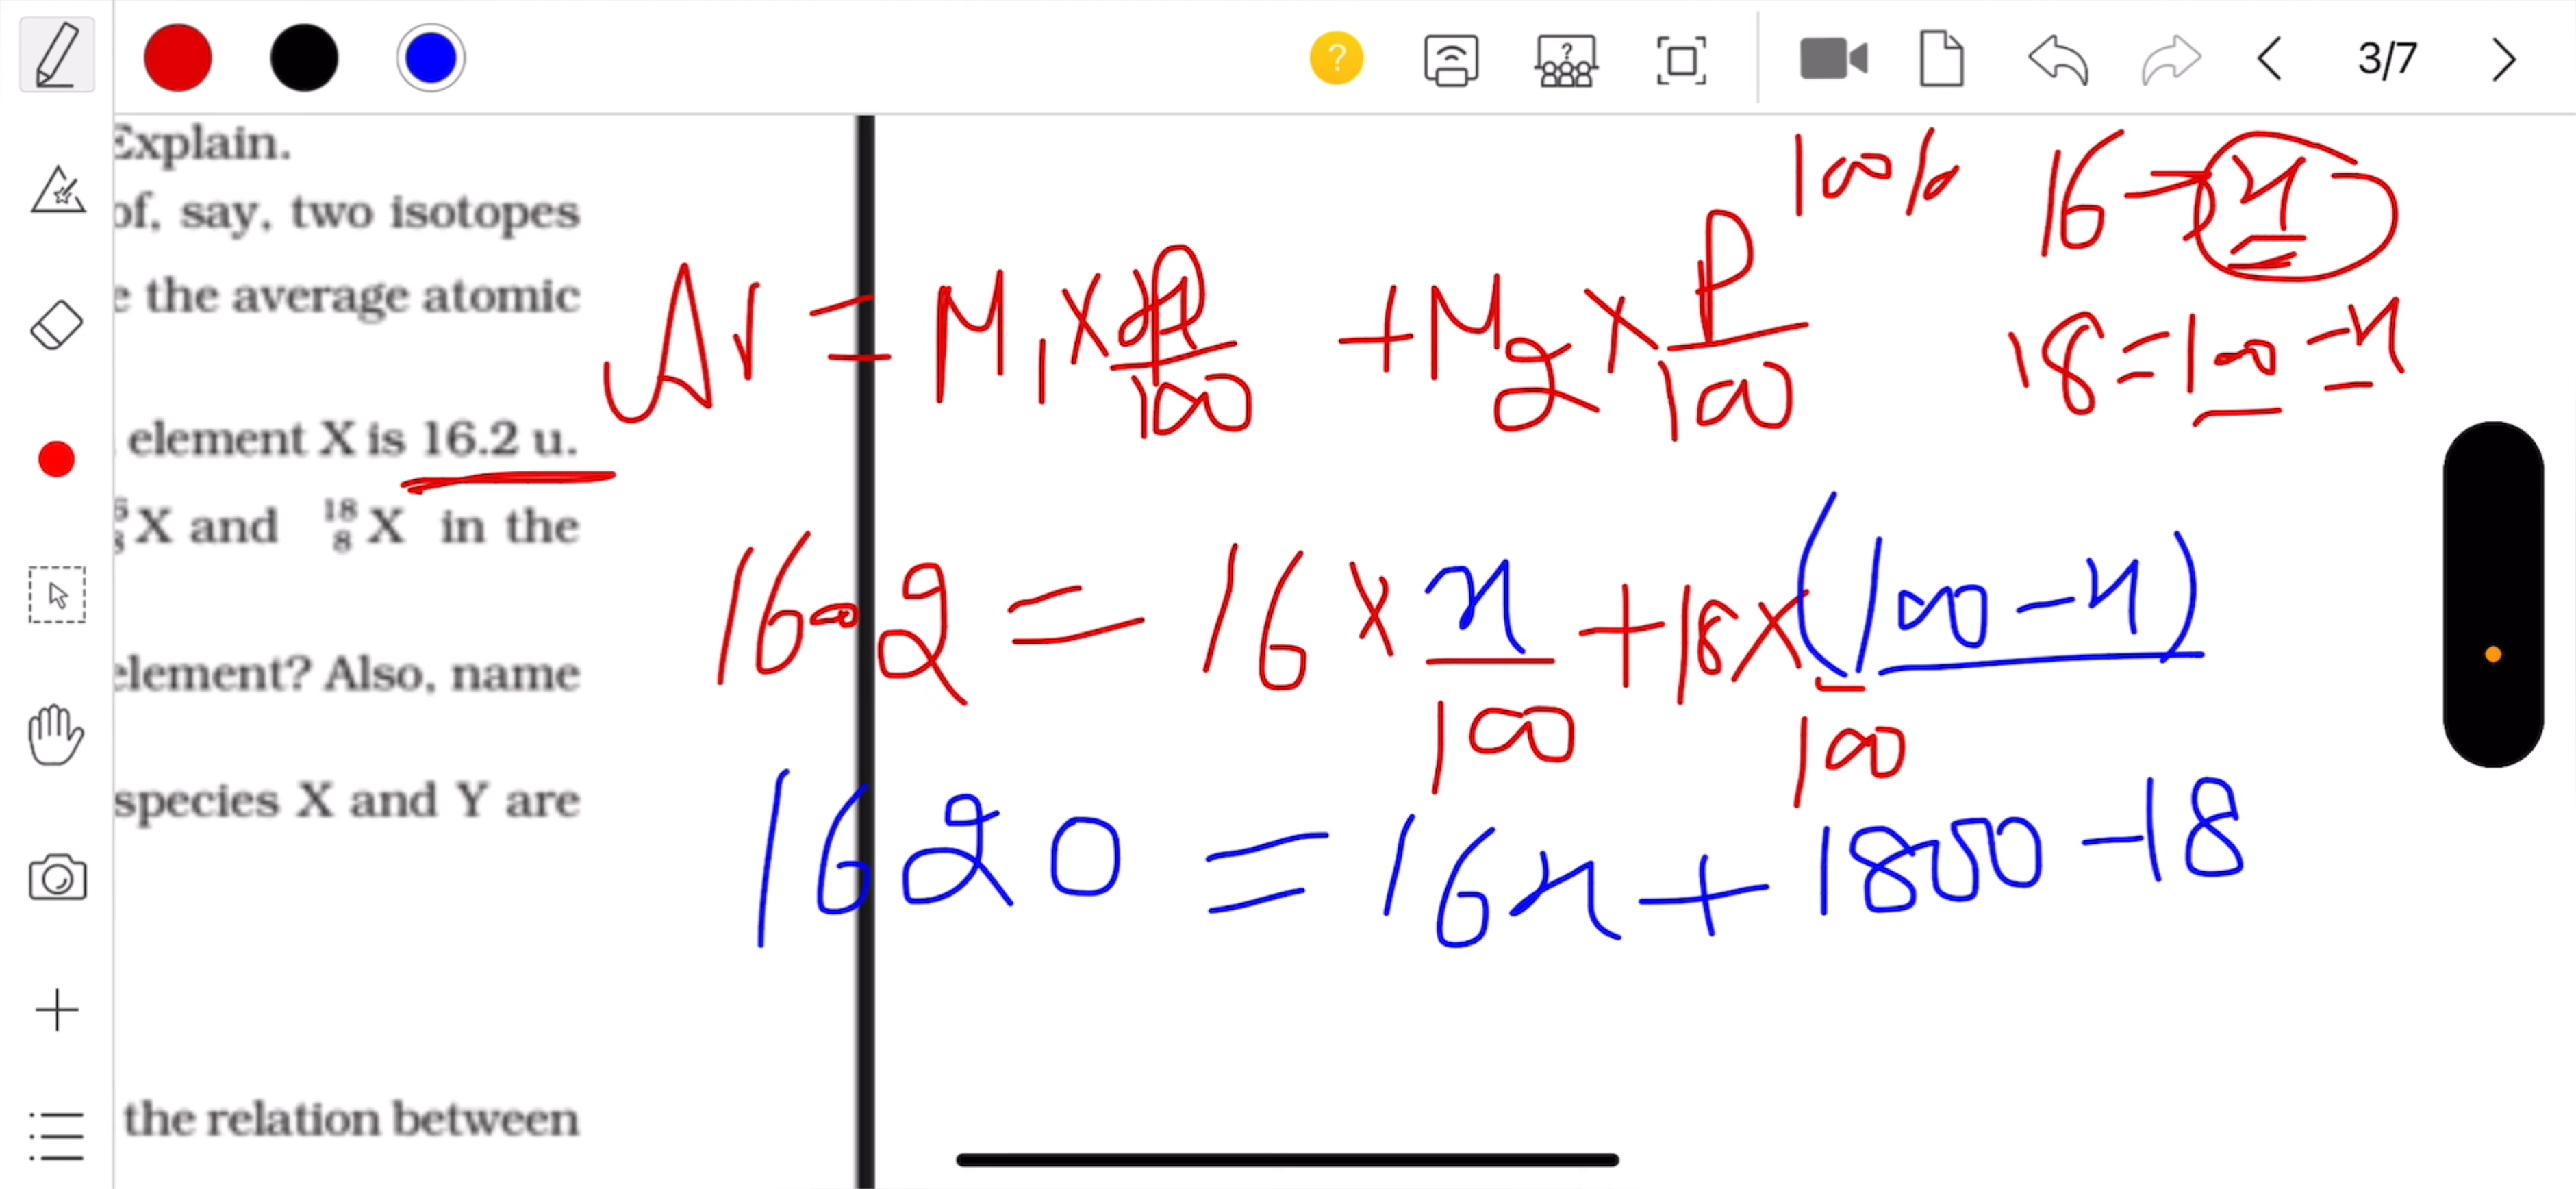 3/7
Explain.
of, say, two isotopes
e the average atomic
element X is 16.2 u.
X and ¹⁸₈X in the
element? Also, name
species X and Y are
the relation between
100% 16 → x
18 = 100 - x
Ar = M₁ × P/100 + M₂ × P/100
16.2 = 16 × x/100 + 18 × (100 - x)/100
1620 = 16x + 1800 - 18